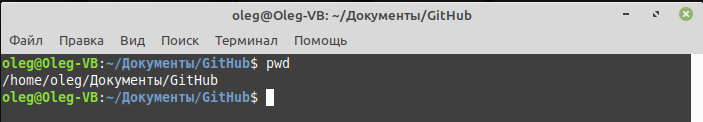 oleg@Oleg-VB: ~/Документы/GitHub
Файл Правка Вид Поиск Терминал Помощь
oleg@Oleg-VB:~/Документы/GitHub$ pwd
/home/oleg/Документы/GitHub
oleg@Oleg-VB:~/Документы/GitHub$